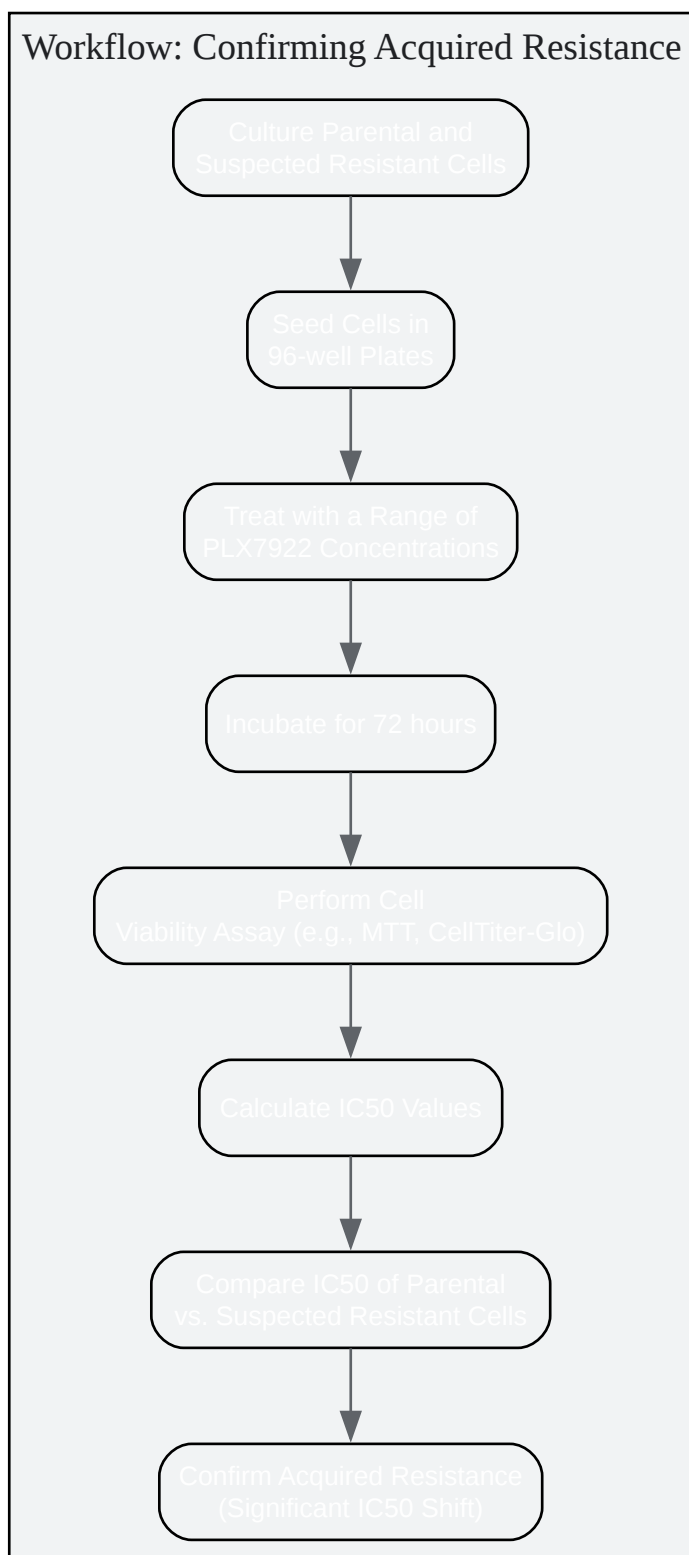 Workflow: Confirming Acquired Resistance
Culture Parental and
Suspected Resistant Cells
Seed Cells in
96-well Plates
Treat with a Range of
PLX7922 Concentrations
Incubate for 72 hours
Perform Cell
Viability Assay (e.g., MTT, CellTiter-Glo)
Calculate IC50 Values
Compare IC50 of Parental
vs. Suspected Resistant Cells
Confirm Acquired Resistance
(Significant IC50 Shift)